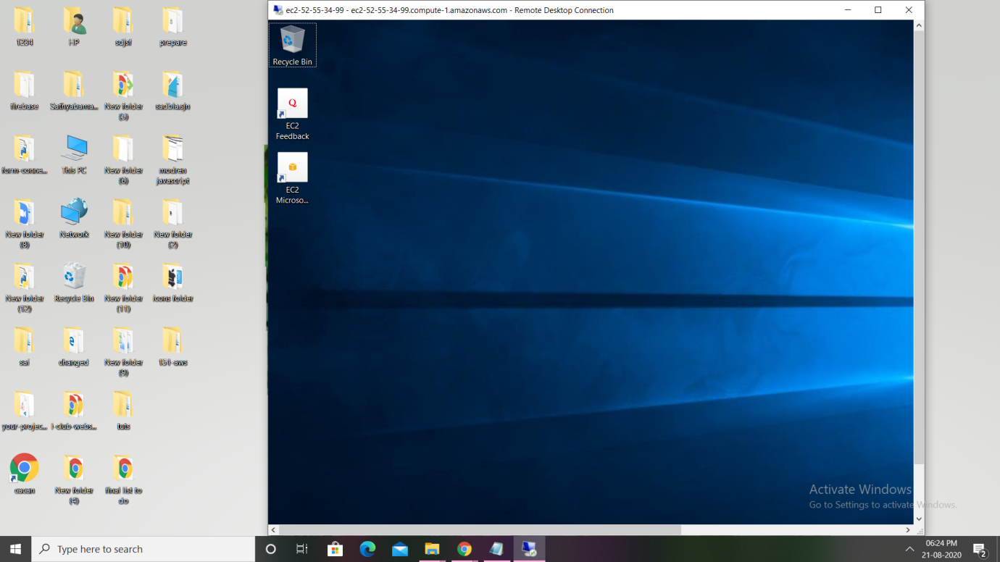 ec2-52-55-34-99 - ec2-52-55-34-99.compute-1.amazonaws.com - Remote Desktop Connection
1234
HP
sdjsf
prepare
firebase
Sathyabama...
New folder
(5)
sadbia.sjn
form-conne...
This PC
New folder
(6)
modren
javascript
New folder
(8)
Network
New folder
(10)
New folder
(2)
New folder
(12)
Recycle Bin
New folder
(11)
icons folder
sai
changed
New folder
(9)
151-aws
your-projec...
l-club-webs...
tuts
cacan
New folder
(4)
final list to
do
Recycle Bin
Q
EC2
Feedback
EC2
Microso...
Activate Windows
Go to Settings to activate Windows.
Type here to search
06:24 PM
21-08-2020
2